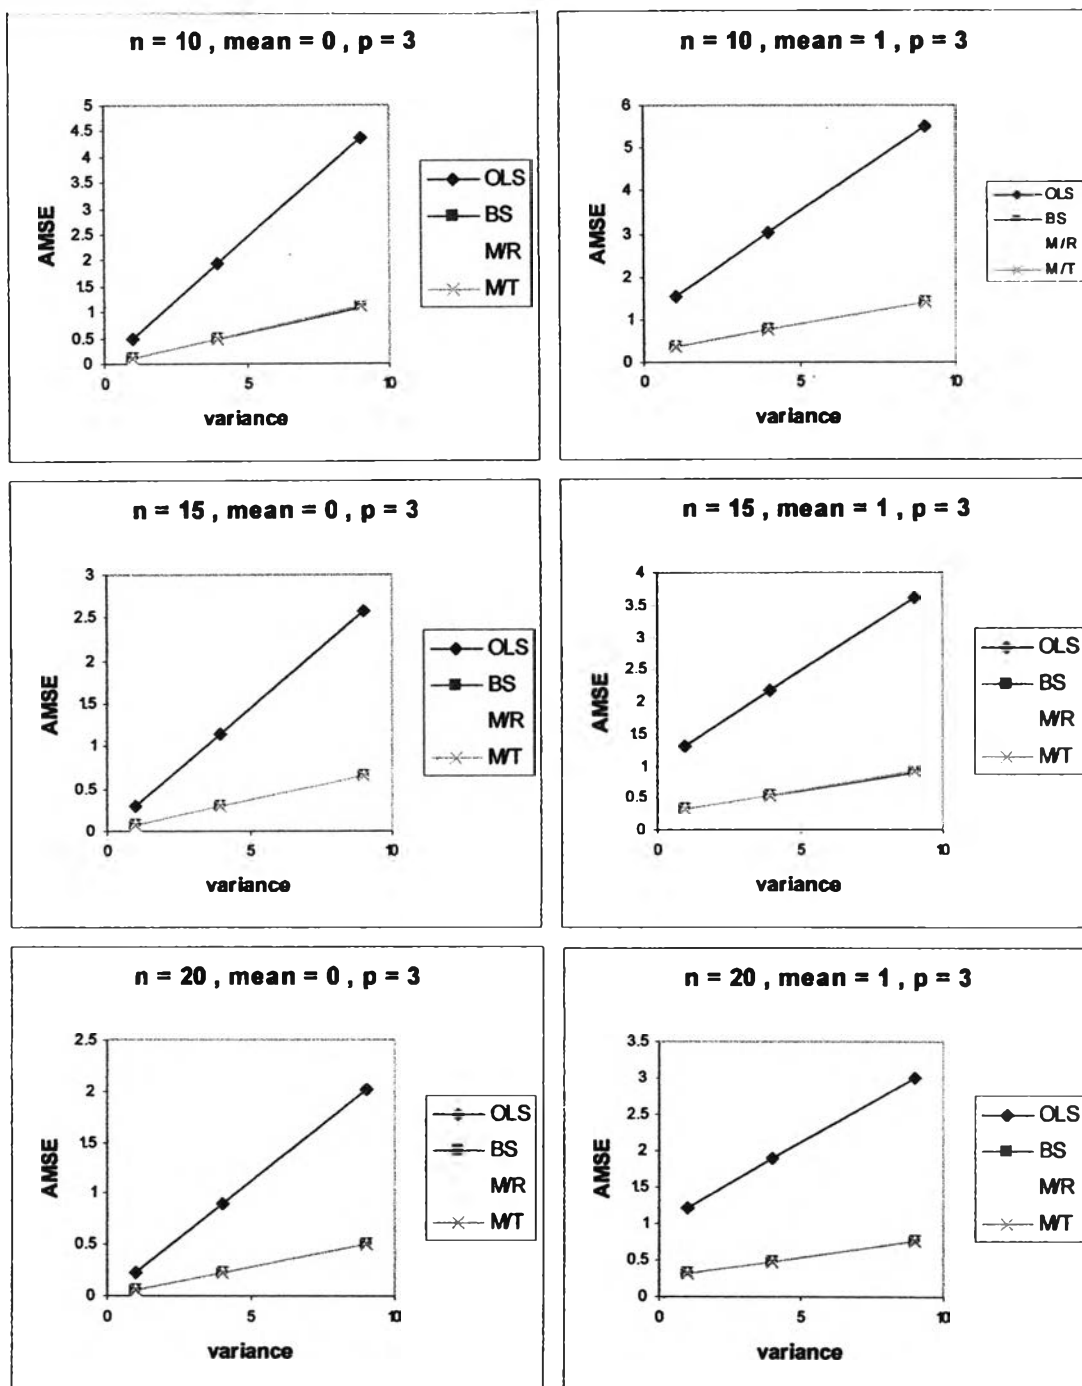 n = 10 , mean = 0 , p = 3
5
4.5
4
3.5
3
2.5
2
1.5
1
0.5
0
0
5
10
AMSE
variance
OLS
BS
M/R
M/T
n = 10 , mean = 1 , p = 3
6
5
4
3
2
1
0
0
5
10
AMSE
variance
OLS
BS
M/R
M/T
n = 15 , mean = 0 , p = 3
3
2.5
2
1.5
1
0.5
0
0
5
10
AMSE
variance
OLS
BS
M/R
M/T
n = 15 , mean = 1 , p = 3
4
3.5
3
2.5
2
1.5
1
0.5
0
0
5
10
AMSE
variance
OLS
BS
M/R
M/T
n = 20 , mean = 0 , p = 3
2.5
2
1.5
1
0.5
0
0
5
10
AMSE
variance
OLS
BS
M/R
M/T
n = 20 , mean = 1 , p = 3
3.5
3
2.5
2
1.5
1
0.5
0
0
5
10
AMSE
variance
OLS
BS
M/R
M/T